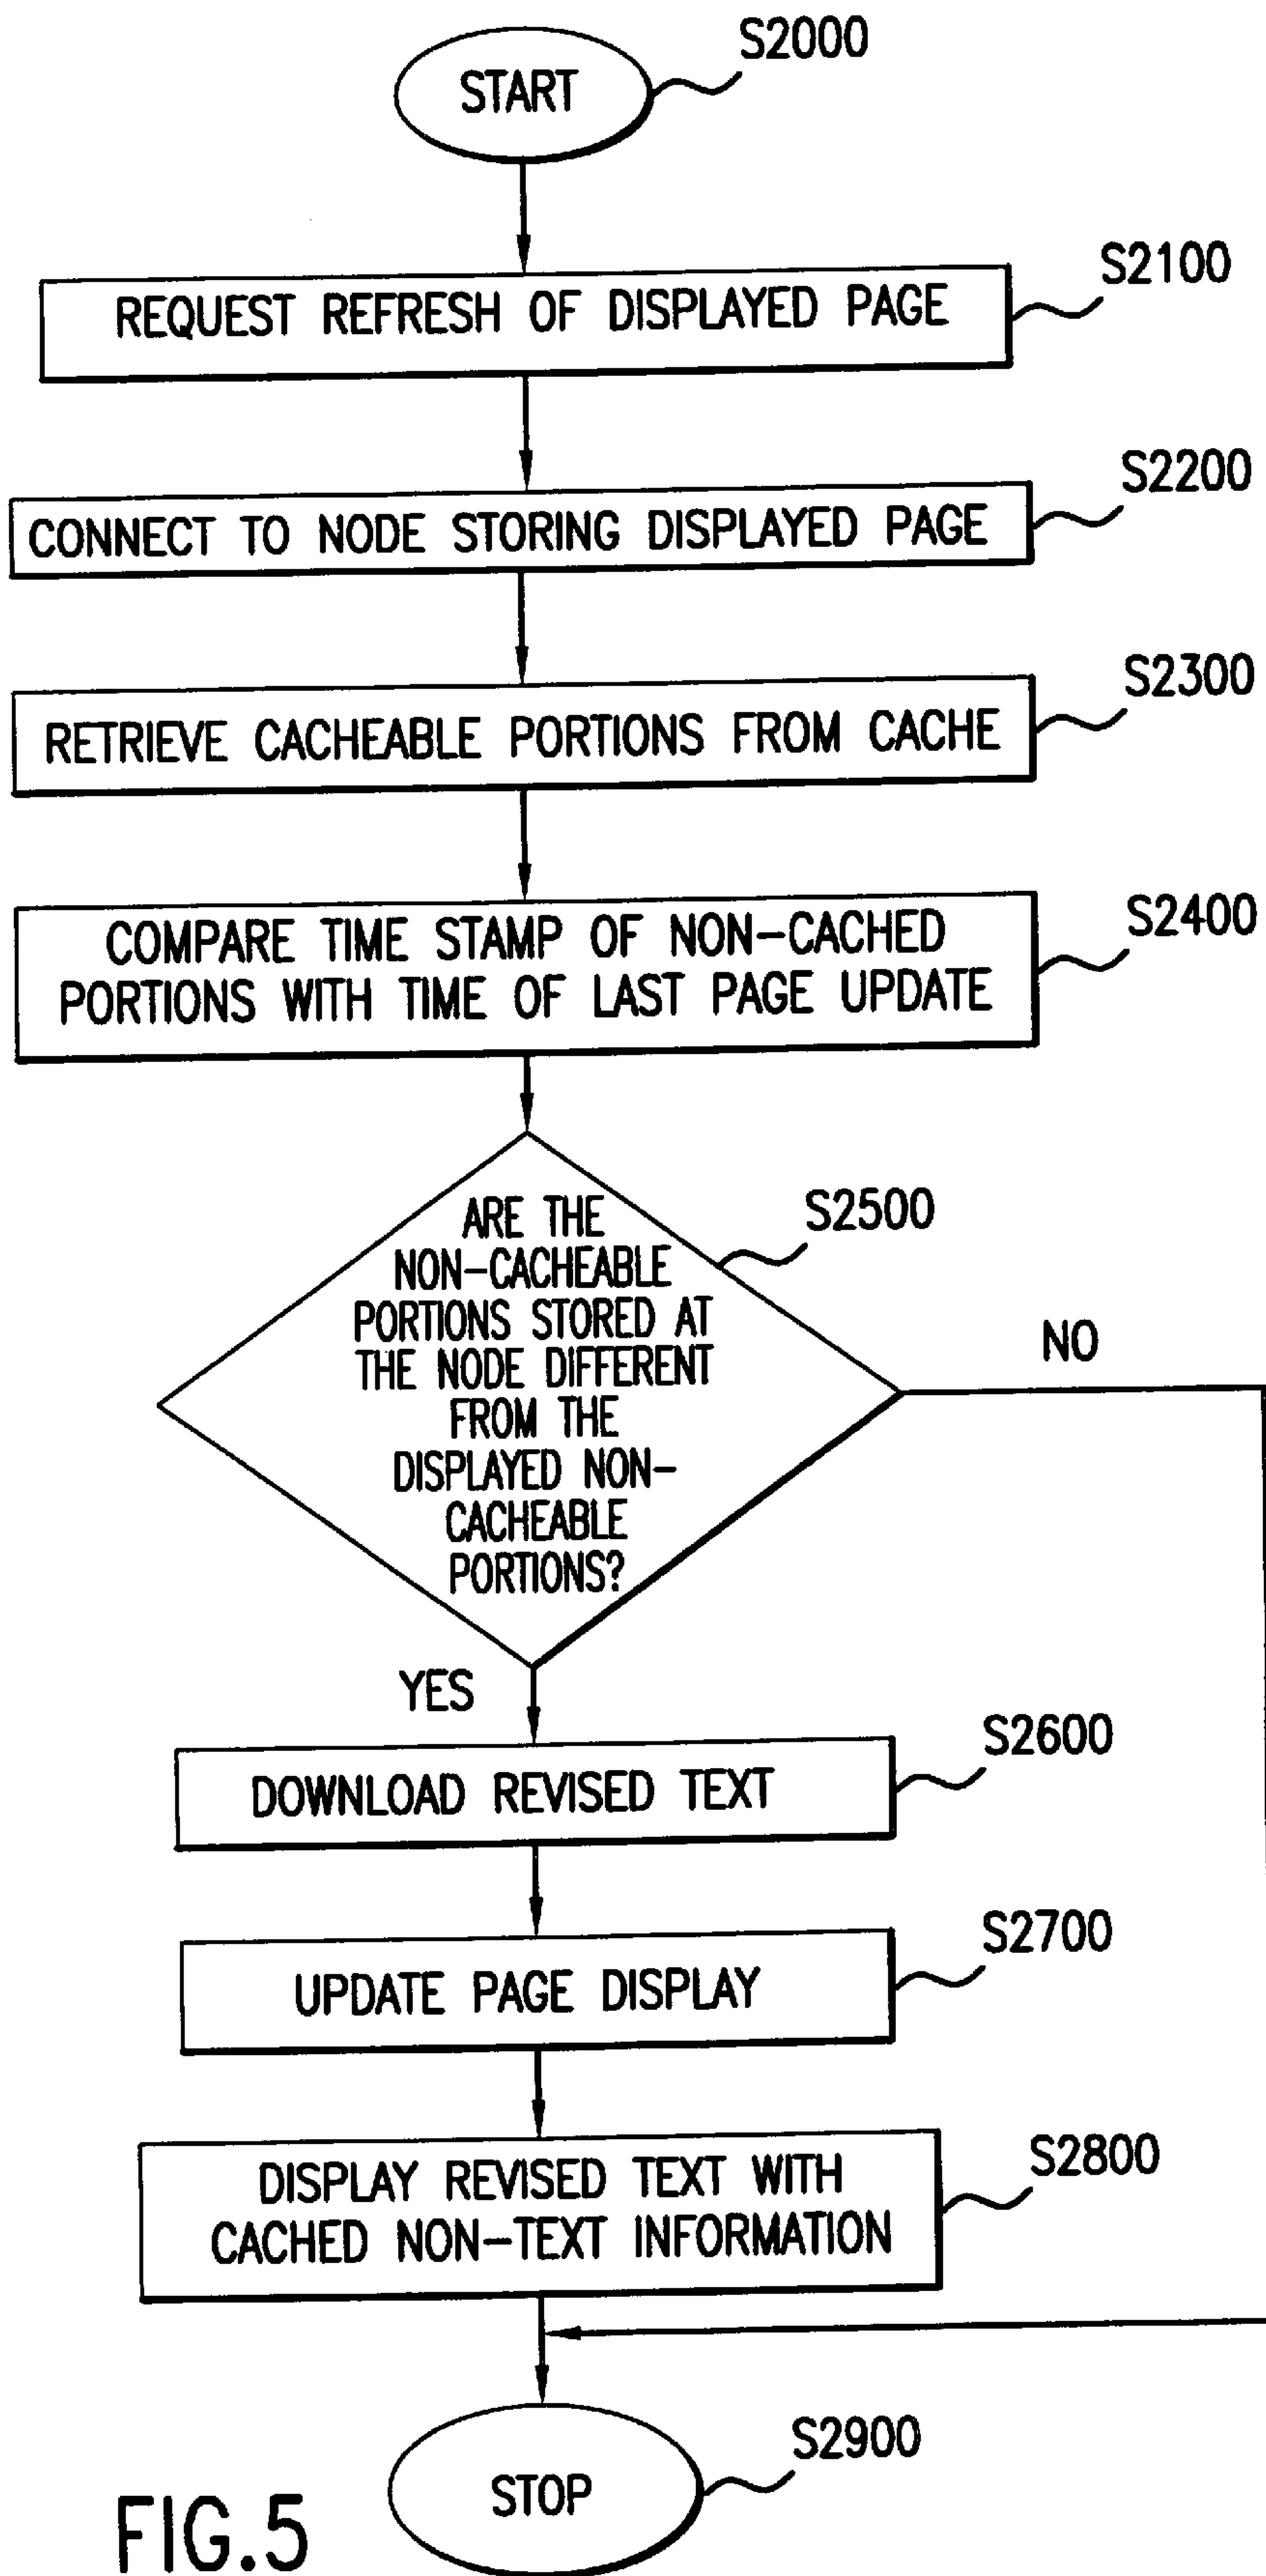 START
S2000
REQUEST REFRESH OF DISPLAYED PAGE
S2100
CONNECT TO NODE STORING DISPLAYED PAGE
S2200
RETRIEVE CACHEABLE PORTIONS FROM CACHE
S2300
COMPARE TIME STAMP OF NON-CACHED
PORTIONS WITH TIME OF LAST PAGE UPDATE
S2400
ARE THE
NON-CACHEABLE
PORTIONS STORED AT
THE NODE DIFFERENT
FROM THE
DISPLAYED NON-
CACHEABLE
PORTIONS?
S2500
NO
YES
DOWNLOAD REVISED TEXT
S2600
UPDATE PAGE DISPLAY
S2700
DISPLAY REVISED TEXT WITH
CACHED NON-TEXT INFORMATION
S2800
STOP
S2900
FIG.5